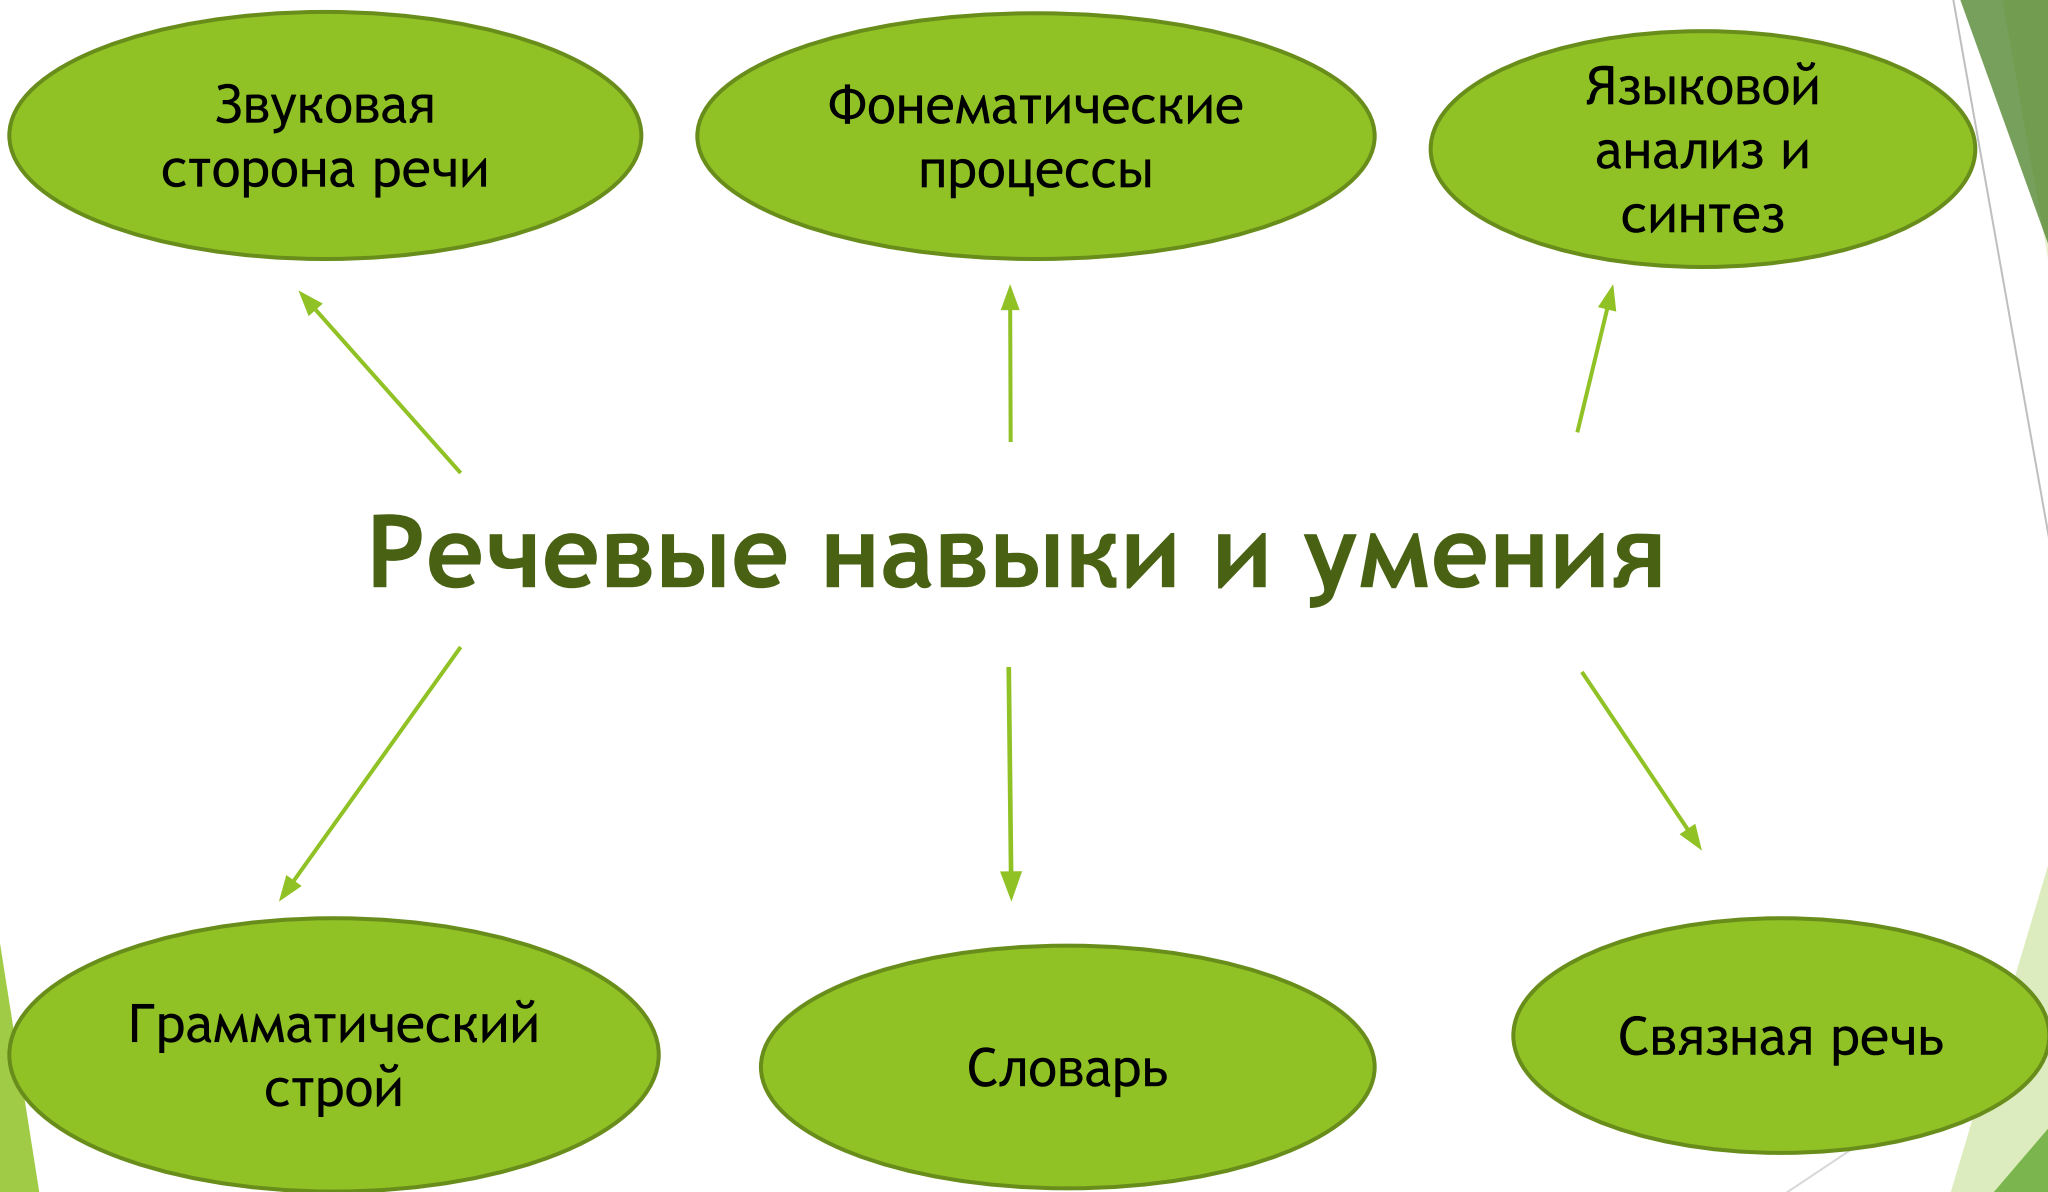 Звуковая
сторона речи
Фонематические
процессы
Языковой
анализ и
синтез
Речевые навыки и умения
Грамматический
строй
Словарь
Связная речь